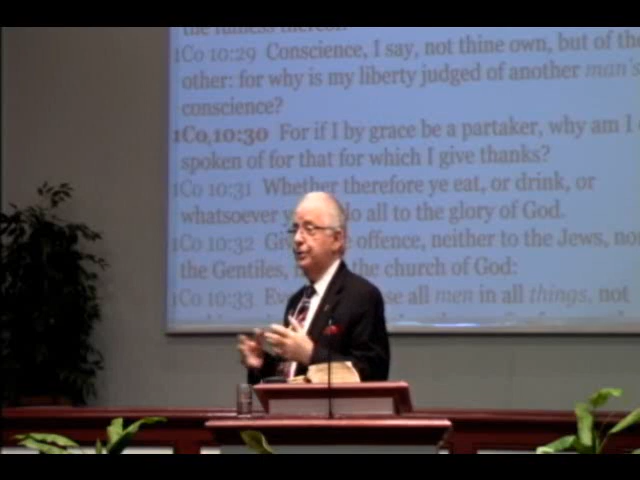 the fulness thereof:
1Co 10:29 Conscience, I say, not thine own, but of the
other: for why is my liberty judged of another man's
conscience?
1Co 10:30 For if I by grace be a partaker, why am I
spoken of for that for which I give thanks?
1Co 10:31 Whether therefore ye eat, or drink, or
whatsoever do all to the glory of God.
1Co 10:32 offence, neither to the Jews,
the Gentiles, the church of God:
1Co 10:33 all men in all things, not